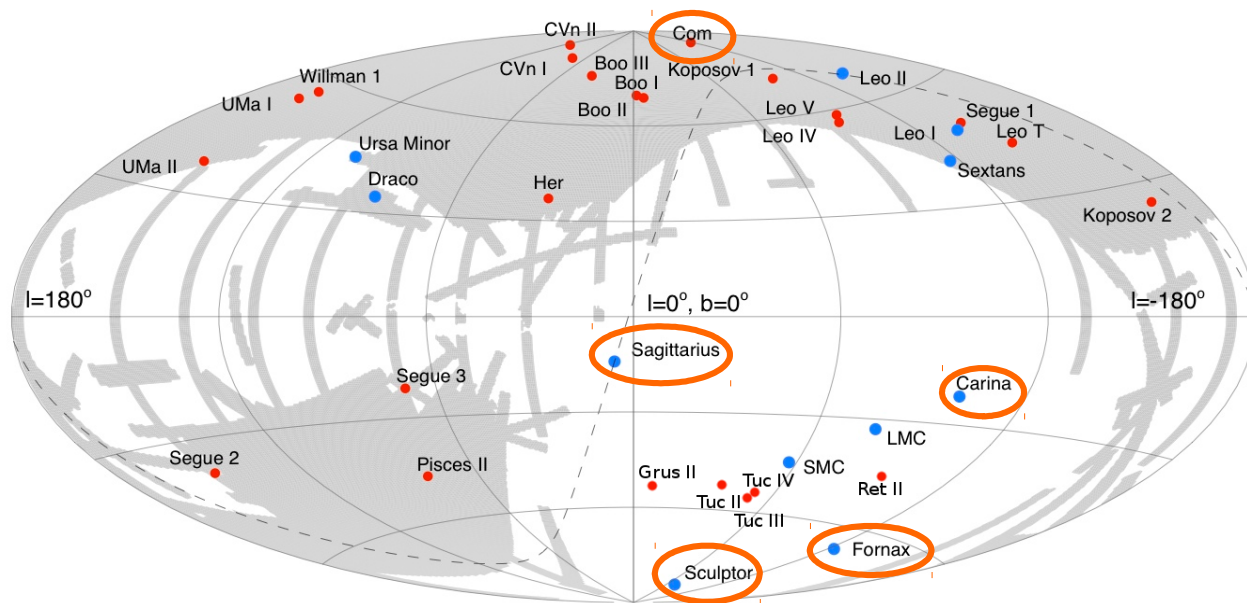 CVn II
Com
CVn I
Boo III
Koposov 1
Leo II
Willman 1
Boo I
UMa I
Boo II
Leo V
Segue 1
Leo IV
Leo I
Leo T
Ursa Minor
UMa II
Sextans
Draco
Her
Koposov 2
l=180°
l=0°, b=0°
l=-180°
Sagittarius
Segue 3
Carina
LMC
Segue 2
Pisces II
SMC
Grus II
Tuc IV
Tuc II
Ret II
Tuc III
Fornax
Sculptor